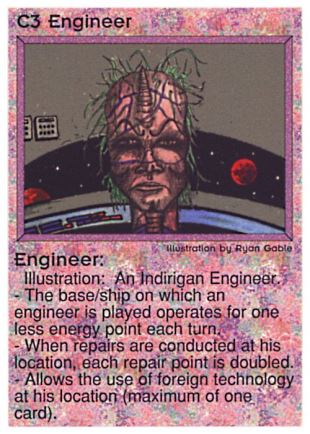 C3 Engineer
Illustration by Ryan Gable
Engineer:
Illustration: An Indirigan Engineer.
- The base/ship on which an
engineer is played operates for one
less energy point each turn.
- When repairs are conducted at his
location, each repair point is doubled.
- Allows the use of foreign technology
at his location (maximum of one
card).